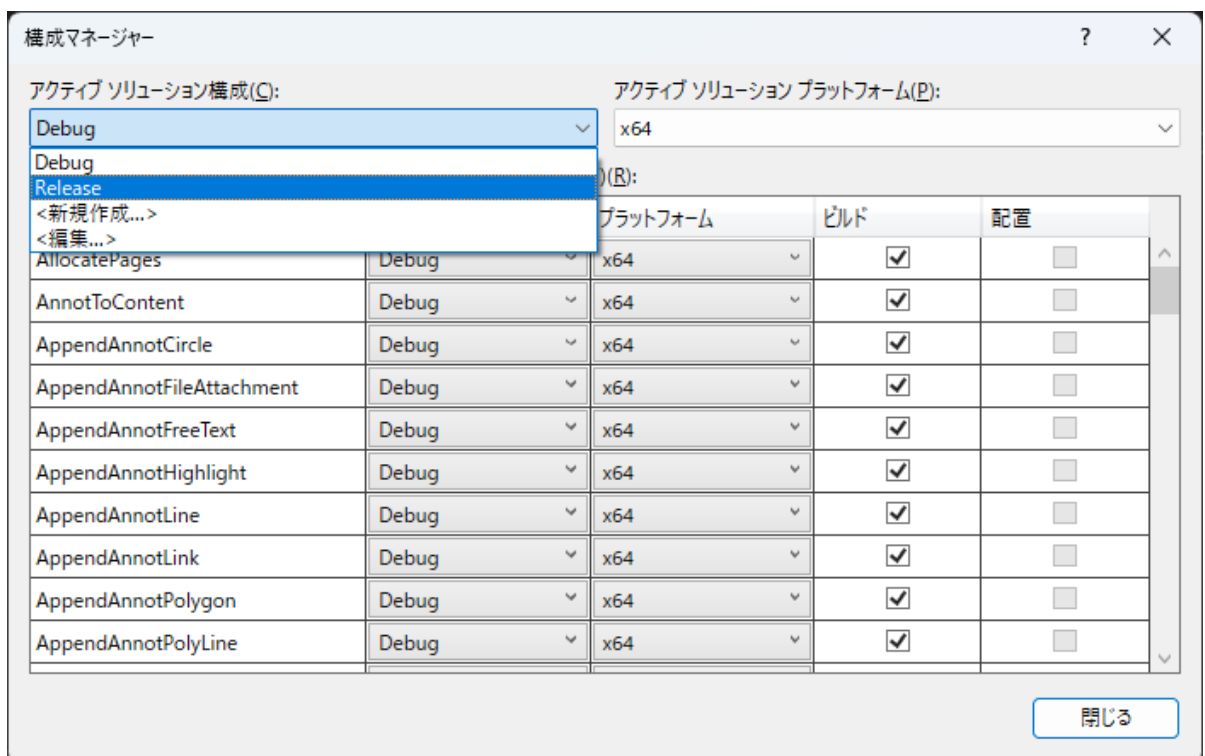 構成マネージャー ?
アクティブ ソリューション構成(C): アクティブ ソリューション プラットフォーム(P):
Debug x64
Debug
Release
<新規作成...>
<編集...>
)(R):
プラットフォーム ビルド 配置
AllocatePages Debug x64
AnnotToContent Debug x64
AppendAnnotCircle Debug x64
AppendAnnotFileAttachment Debug x64
AppendAnnotFreeText Debug x64
AppendAnnotHighlight Debug x64
AppendAnnotLine Debug x64
AppendAnnotLink Debug x64
AppendAnnotPolygon Debug x64
AppendAnnotPolyLine Debug x64
閉じる